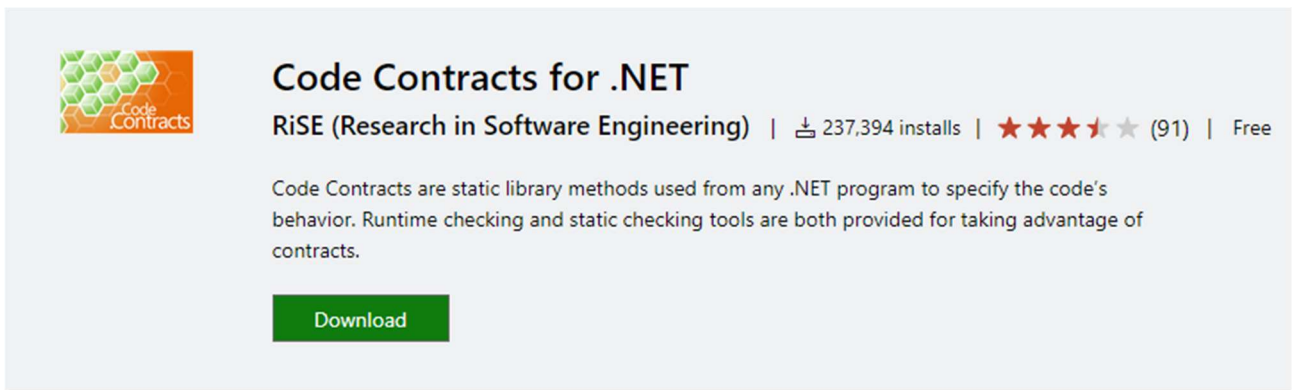 Code
Contracts
Code Contracts for .NET
RiSE (Research in Software Engineering) | 237,394 installs | (91) | Free
Code Contracts are static library methods used from any .NET program to specify the code's
behavior. Runtime checking and static checking tools are both provided for taking advantage of
contracts.
Download